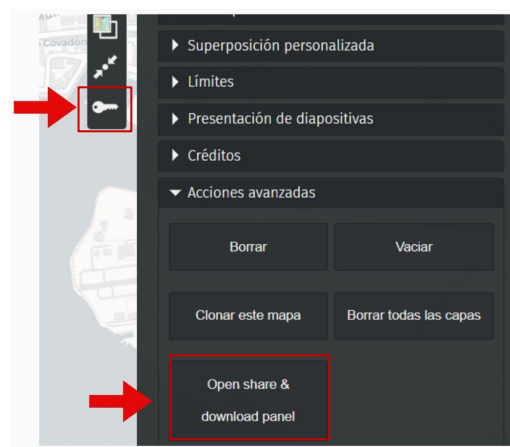 Covadon
Superposición personalizada
Límites
Presentación de diapositivas
Créditos
Acciones avanzadas
Borrar
Vaciar
Clonar este mapa
Borrar todas las capas
Open share &
download panel